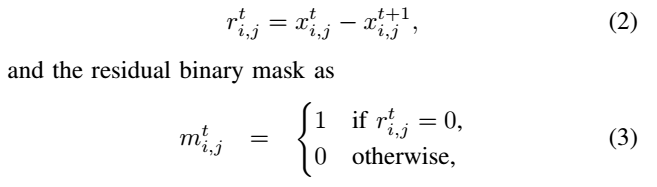 r^t_{i,j} = x^t_{i,j} − x^{t+1}_{i,j}, (2)
and the residual binary mask as
m^t_{i,j} = {1 if r^t_{i,j} = 0,
0 otherwise, (3)